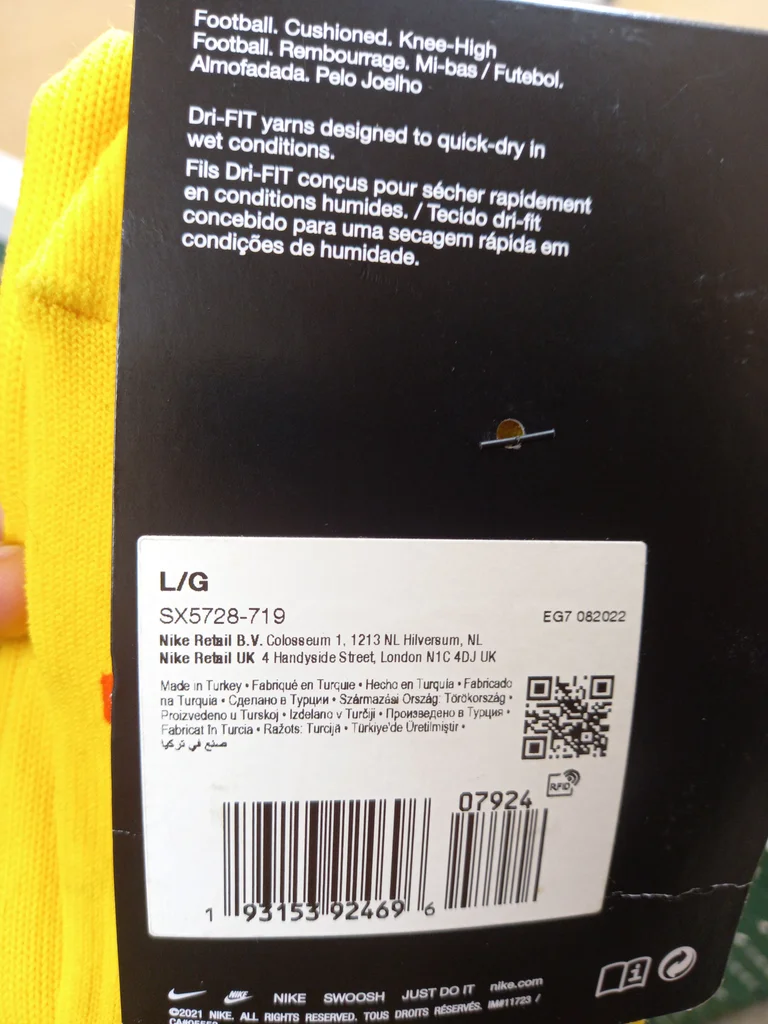 Football. Cushioned. Knee-High
Football. Rembourrage. Mi-bas / Futebol.
Almofadada. Pelo Joelho
Dri-FIT yarns designed to quick-dry in
wet conditions.
Fils Dri-FIT conçus pour sécher rapidement
en conditions humides. / Tecido dri-fit
concebido para uma secagem rápida em
condições de humidade.
L/G
SX5728-719 EG7 082022
Nike Retail B.V. Colosseum 1, 1213 NL Hilversum, NL
Nike Retail UK 4 Handyside Street, London N1C 4DJ UK
Made in Turkey • Fabriqué en Turquie • Hecho en Turquía • Fabricado
na Turquia • Сделано в Турции • Származási Ország: Törökország •
Proizvedeno u Turskoj • Izdelano v Turčiji • Произведено в Турция •
Fabricat în Turcia • Ražots: Turcijā • Türkiye'de Üretilmiştir •
صنع في تركيا
RFID
07924
1 93153 92469 6
NIKE NIKE SWOOSH JUST DO IT nike.com
©2021 NIKE. ALL RIGHTS RESERVED. TOUS DROITS RÉSERVÉS. IM#11723 /